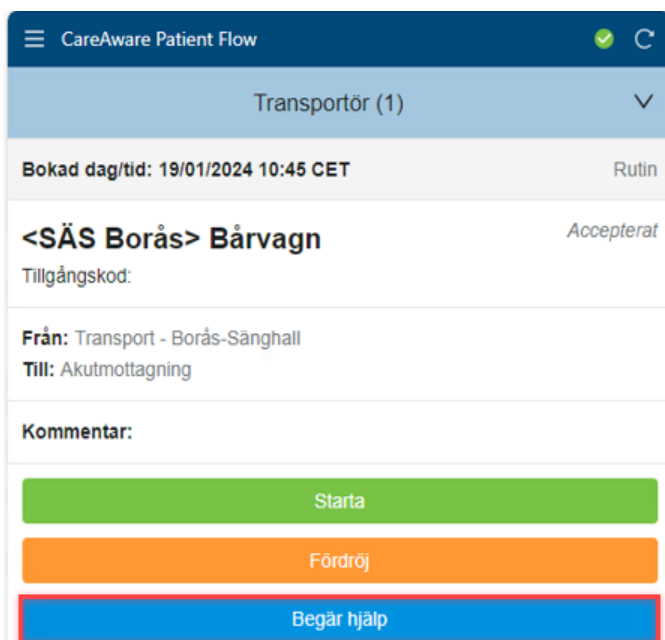 CareAware Patient Flow
Transportör (1)
Bokad dag/tid: 19/01/2024 10:45 CET Rutin
<SÄS Borås> Bårvagn Accepterat
Tillgångskod:
Från: Transport - Borås-Sänghall
Till: Akutmottagning
Kommentar:
Starta
Fördröj
Begär hjälp